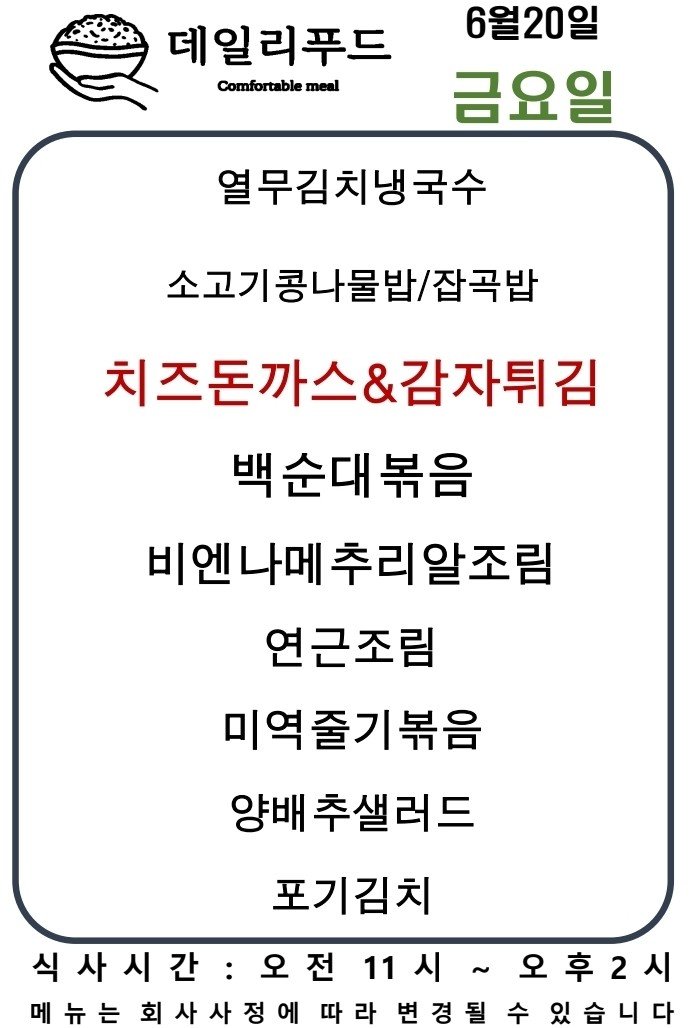 데일리푸드
Comfortable meal
6월20일
금요일
열무김치냉국수
소고기콩나물밥/잡곡밥
치즈돈까스&감자튀김
백순대볶음
비엔나메추리알조림
연근조림
미역줄기볶음
양배추샐러드
포기김치
식사시간 : 오전 11시 ~ 오후2시
메뉴는 회사사정에 따라 변경될 수 있습니다